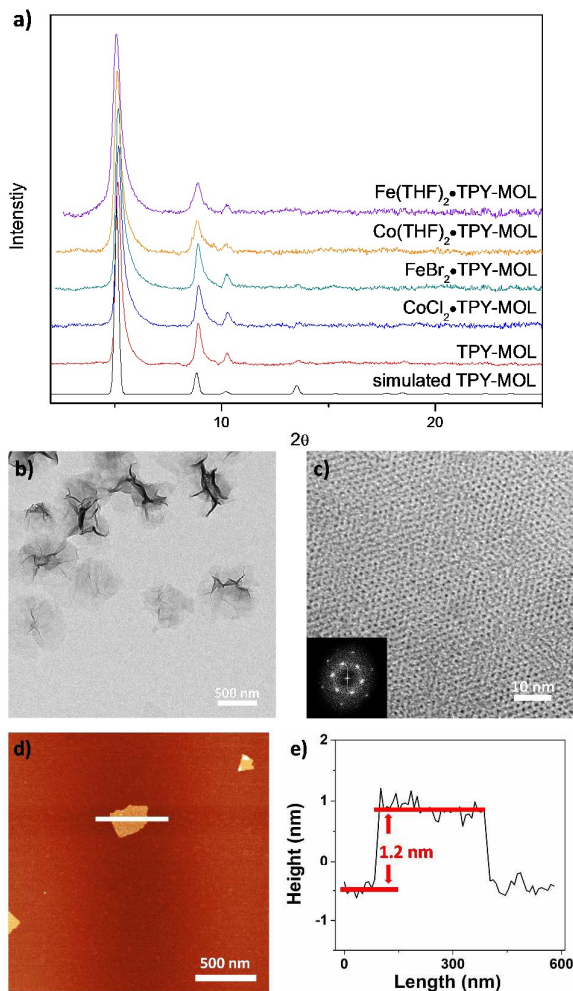 a)
Intenstiy
Fe(THF)2•TPY-MOL
Co(THF)2•TPY-MOL
FeBr2•TPY-MOL
CoCl2•TPY-MOL
TPY-MOL
simulated TPY-MOL
10
20
2θ
b)
500 nm
c)
10 nm
d)
500 nm
e)
Height (nm)
2
1
0
-1
1.2 nm
0
300
600
Length (nm)